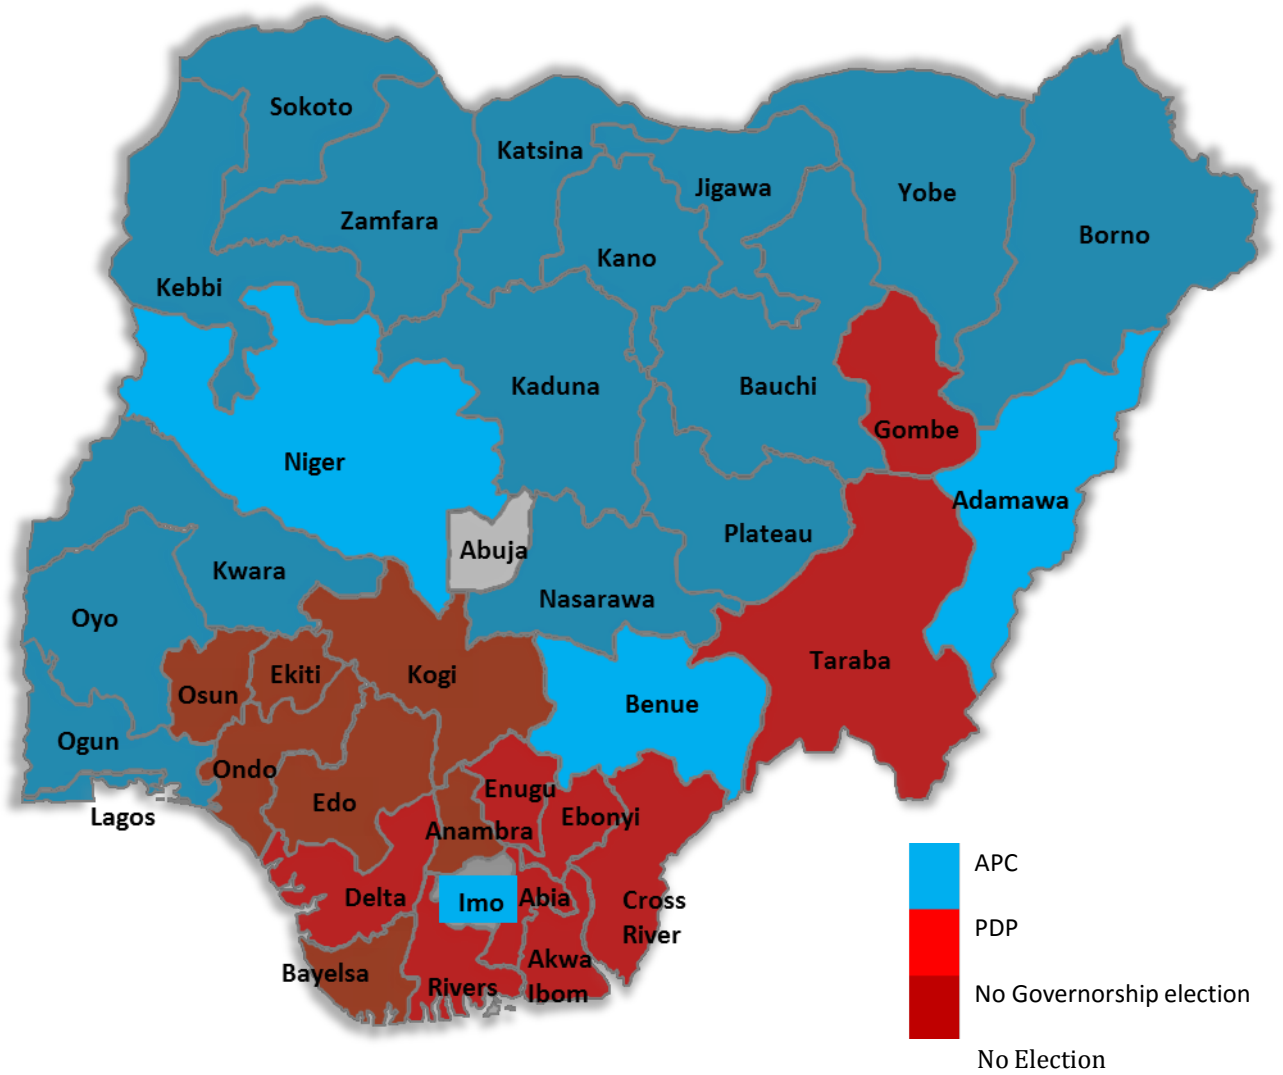 Sokoto
Katsina
Jigawa
Yobe
Zamfara
Borno
Kano
Kebbi
Kaduna
Bauchi
Gombe
Niger
Adamawa
Plateau
Abuja
Kwara
Nasarawa
Oyo
Taraba
Ekiti
Kogi
Osun
Benue
Ogun
Ondo
Enugu
Edo
Lagos
Ebonyi
Anambra
Delta
Imo
Abia
Cross
River
Akwa
Ibom
Bayelsa
Rivers
APC
PDP
No Governorship election
No Election